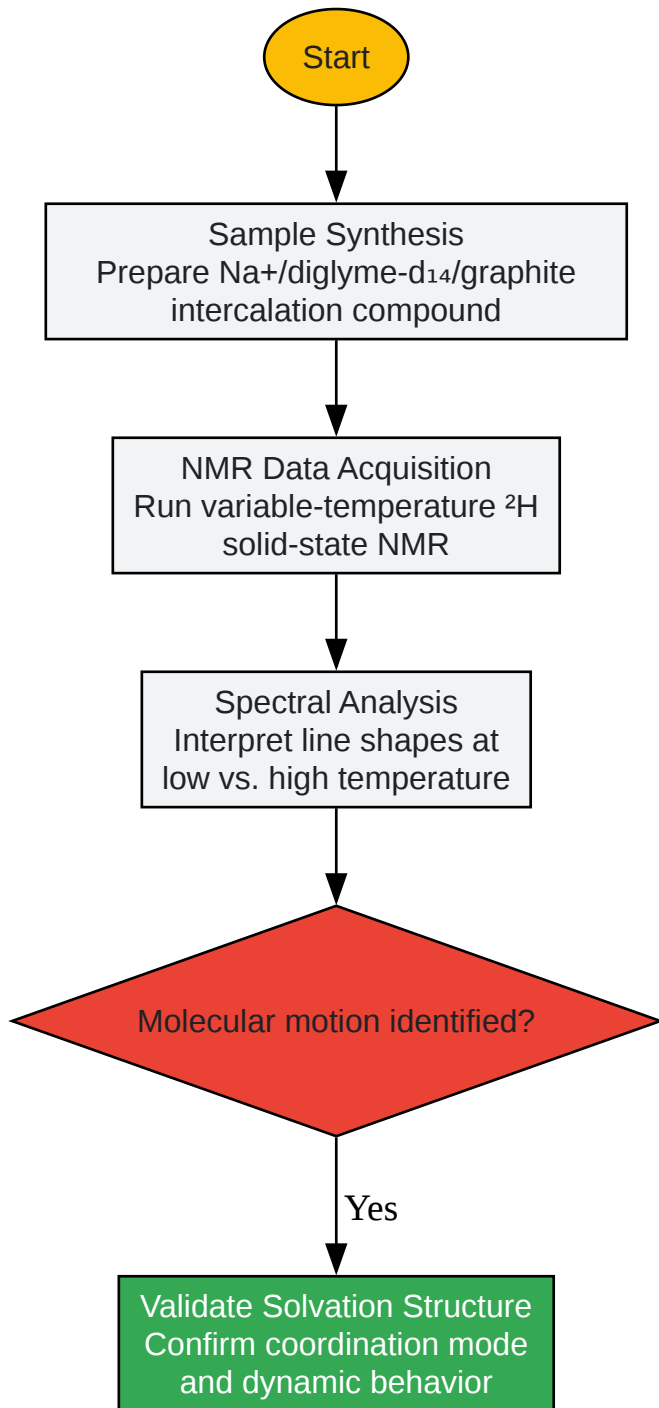 Start
Sample Synthesis
Prepare Na+/diglyme-d₁₄/graphite
intercalation compound
NMR Data Acquisition
Run variable-temperature ²H
solid-state NMR
Spectral Analysis
Interpret line shapes at
low vs. high temperature
Molecular motion identified?
Yes
Validate Solvation Structure
Confirm coordination mode
and dynamic behavior